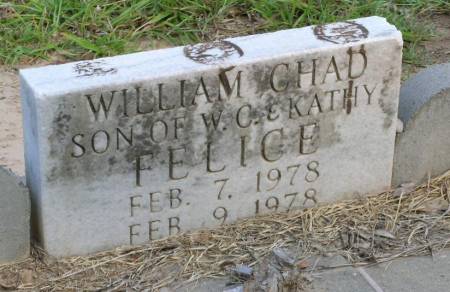 WILLIAM CHAD
SON OF W. C. & KATHY
FELICE
FEB. 7, 1978
FEB. 9 1978